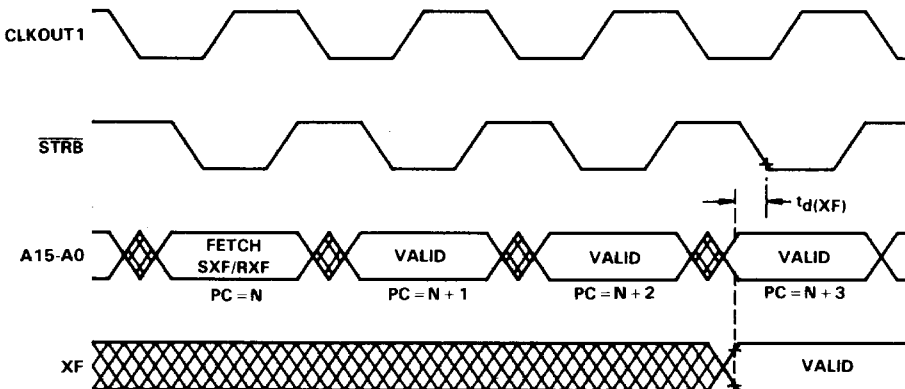 CLKOUT1
STRB
td(XF)
A15-A0
FETCH
SXF/RXF
VALID
VALID
VALID
PC = N
PC = N + 1
PC = N + 2
PC = N + 3
XF
VALID